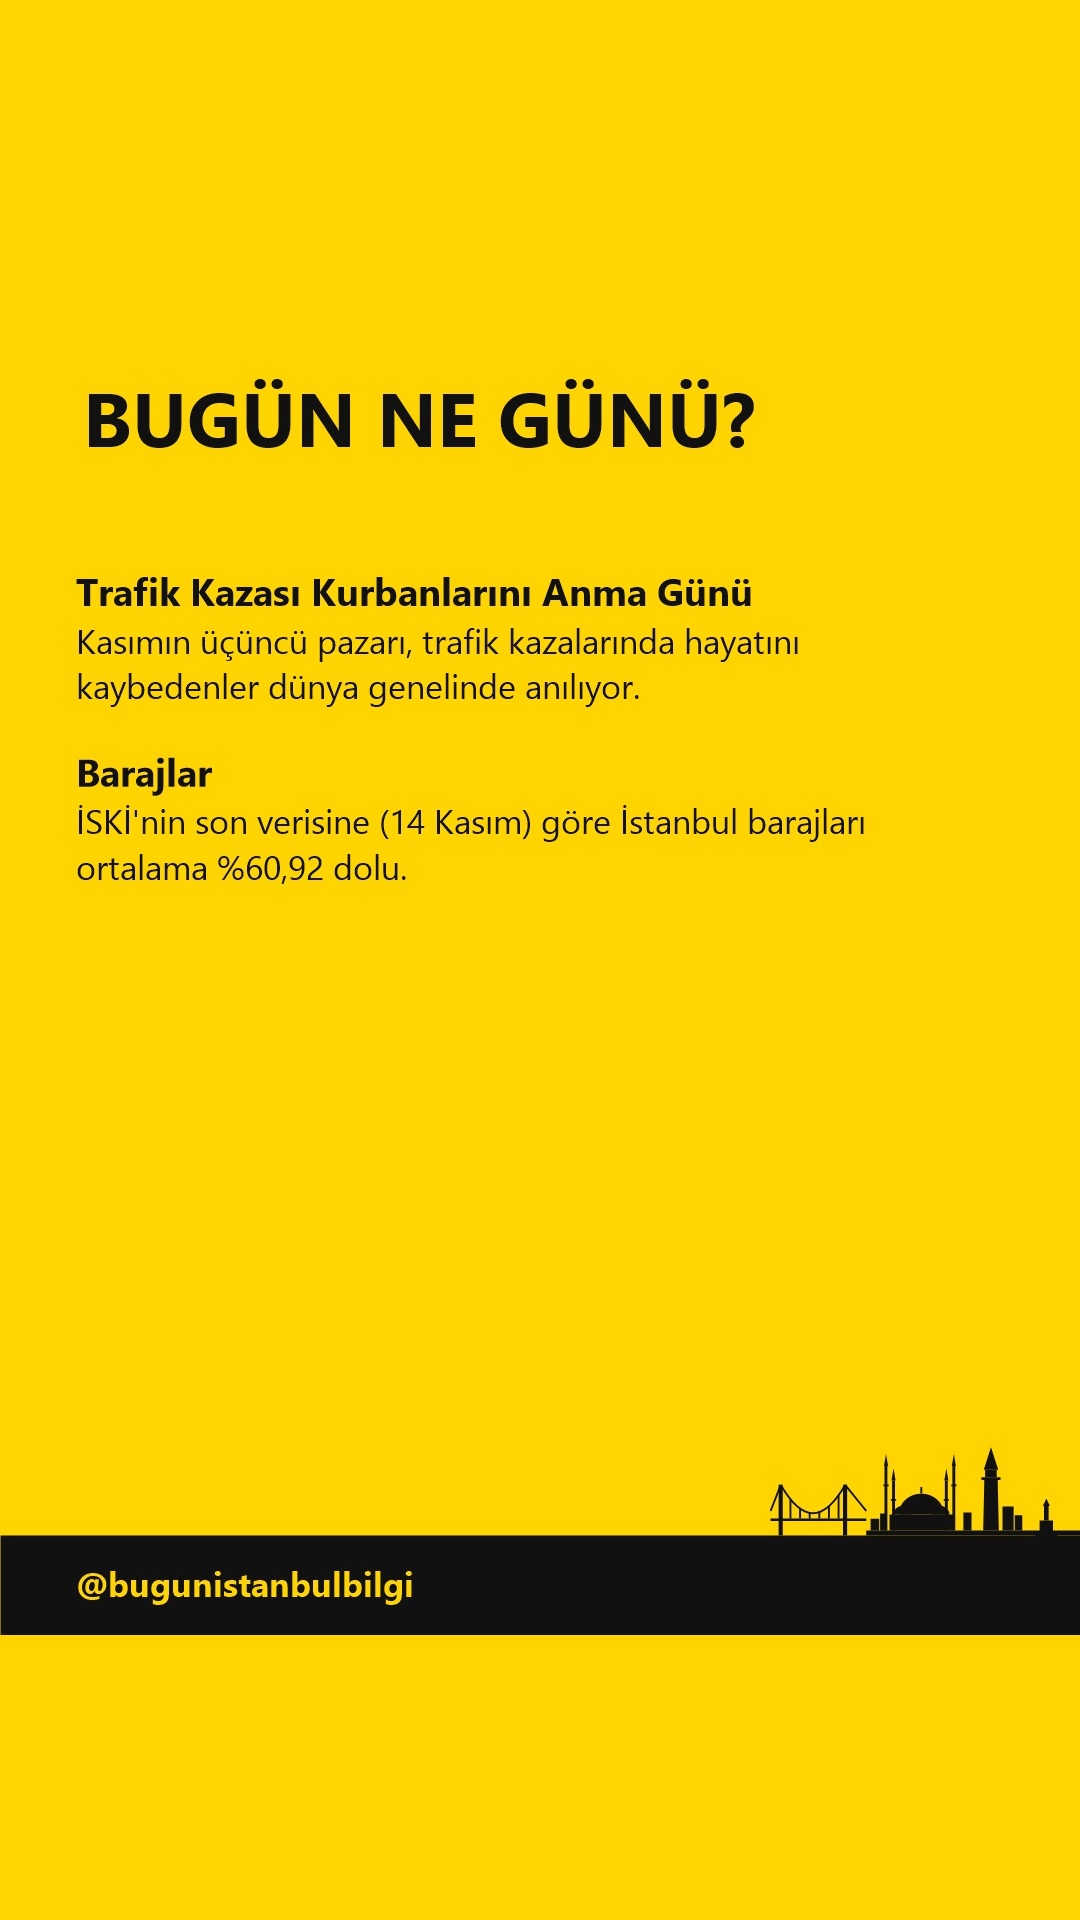 BUGÜN NE GÜNÜ?
Trafik Kazası Kurbanlarını Anma Günü
Kasımın üçüncü pazarı, trafik kazalarında hayatını
kaybedenler dünya genelinde anılıyor.
Barajlar
İSKİ'nin son verisine (14 Kasım) göre İstanbul barajları
ortalama %60,92 dolu.
@bugunistanbulbilgi